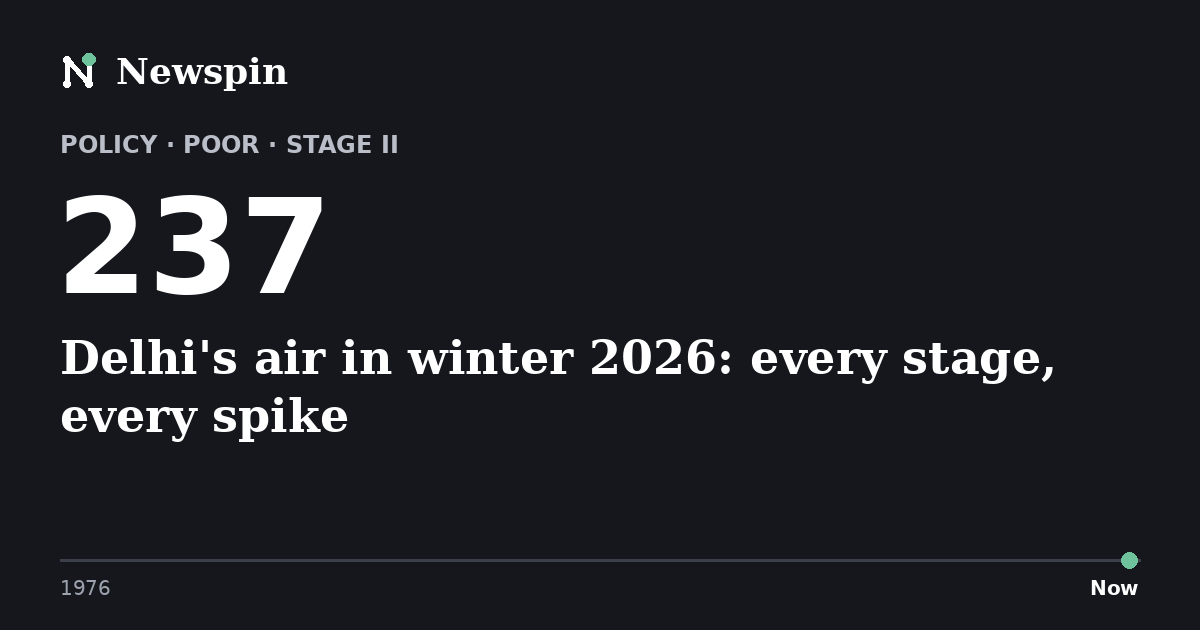 Newspin
POLICY · POOR · STAGE II
237
Delhi's air in winter 2026: every stage,
every spike
1976
Now